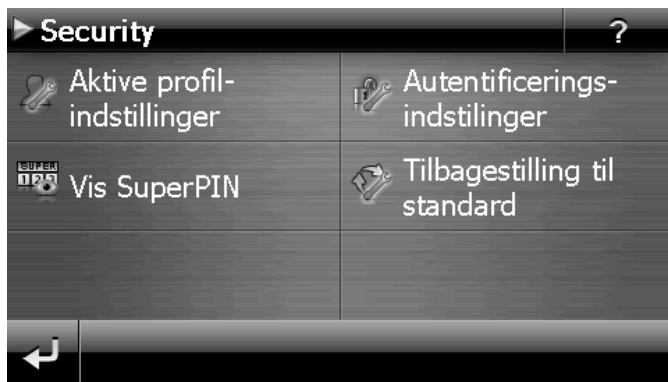 Security
?
Aktive profil-
indstillinger
Autentificerings-
indstilinger
SUPER
123
Vis SuperPIN
Tilbagestilling til
standard